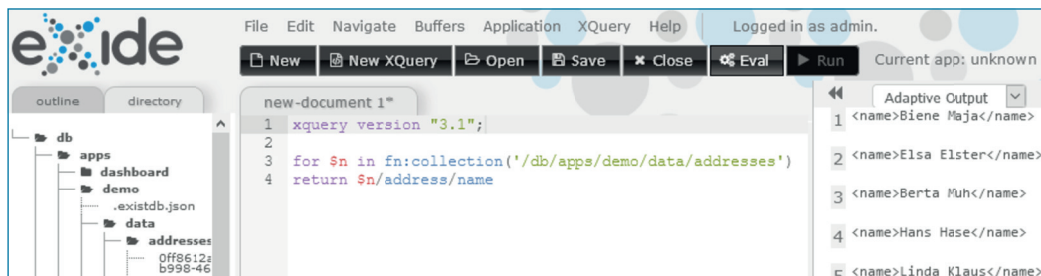 eXide
File Edit Navigate Buffers Application XQuery Help Logged in as admin.
New New XQuery Open Save Close Eval Run Current app: unknown
outline directory
new-document 1*
Adaptive Output
db
apps
dashboard
demo
.existdb.json
data
addresses
0ff8612a
b998-46
1 xquery version "3.1";
2
3 for $n in fn:collection('/db/apps/demo/data/addresses')
4 return $n/address/name
1 <name>Biene Maja</name>
2 <name>Elsa Elster</name>
3 <name>Berta Muh</name>
4 <name>Hans Hase</name>
5 <name>Linda Klaus</name>